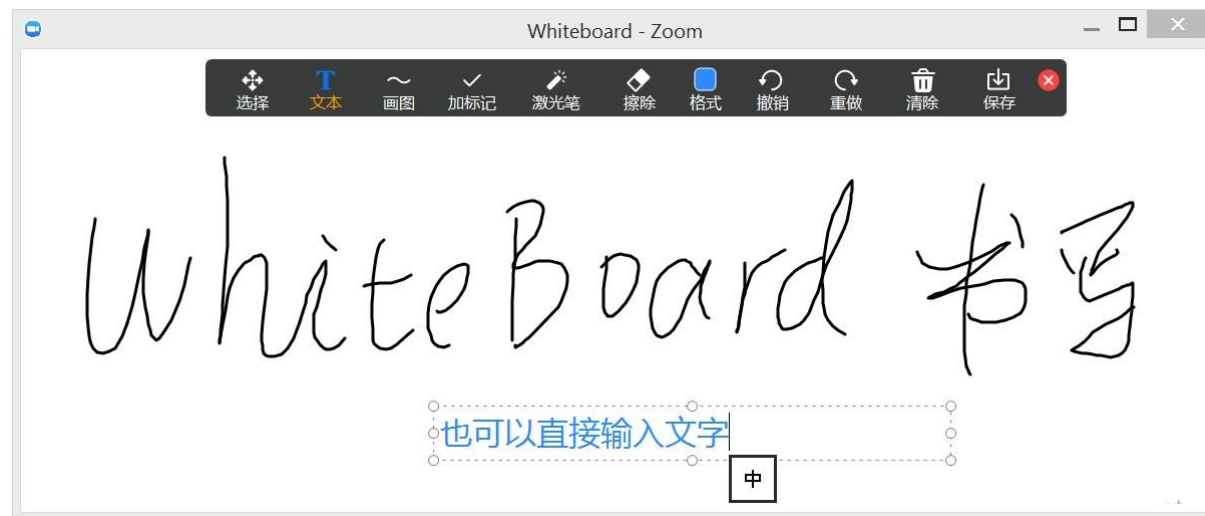 Whiteboard - Zoom
选择 文本 画图 加标记 激光笔 擦除 格式 撤销 重做 清除 保存
WhiteBoard 书写
也可以直接输入文字
中